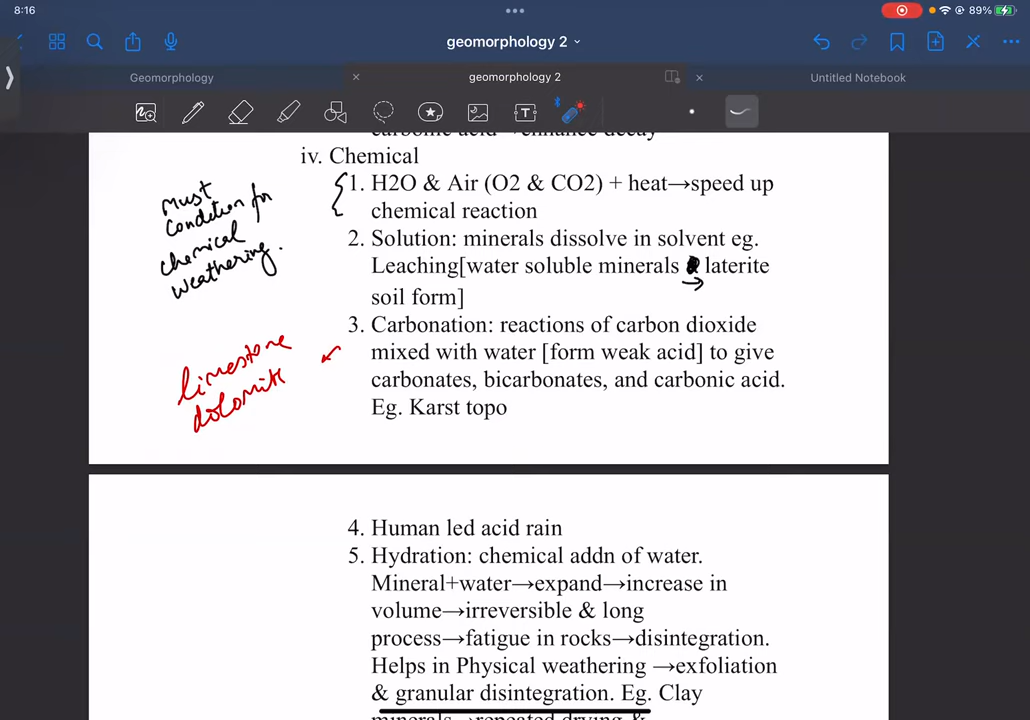 8:16
89%
geomorphology 2
Geomorphology
geomorphology 2
Untitled Notebook
iv. Chemical
1. H2O & Air (O2 & CO2) + heat→speed up
chemical reaction
2. Solution: minerals dissolve in solvent eg.
Leaching[water soluble minerals → laterite
soil form]
3. Carbonation: reactions of carbon dioxide
mixed with water [form weak acid] to give
carbonates, bicarbonates, and carbonic acid.
Eg. Karst topo
Must
Condition for
chemical
weathering.
limestone
dolomite
4. Human led acid rain
5. Hydration: chemical addn of water.
Mineral+water→expand→increase in
volume→irreversible & long
process→fatigue in rocks→disintegration.
Helps in Physical weathering →exfoliation
& granular disintegration. Eg. Clay